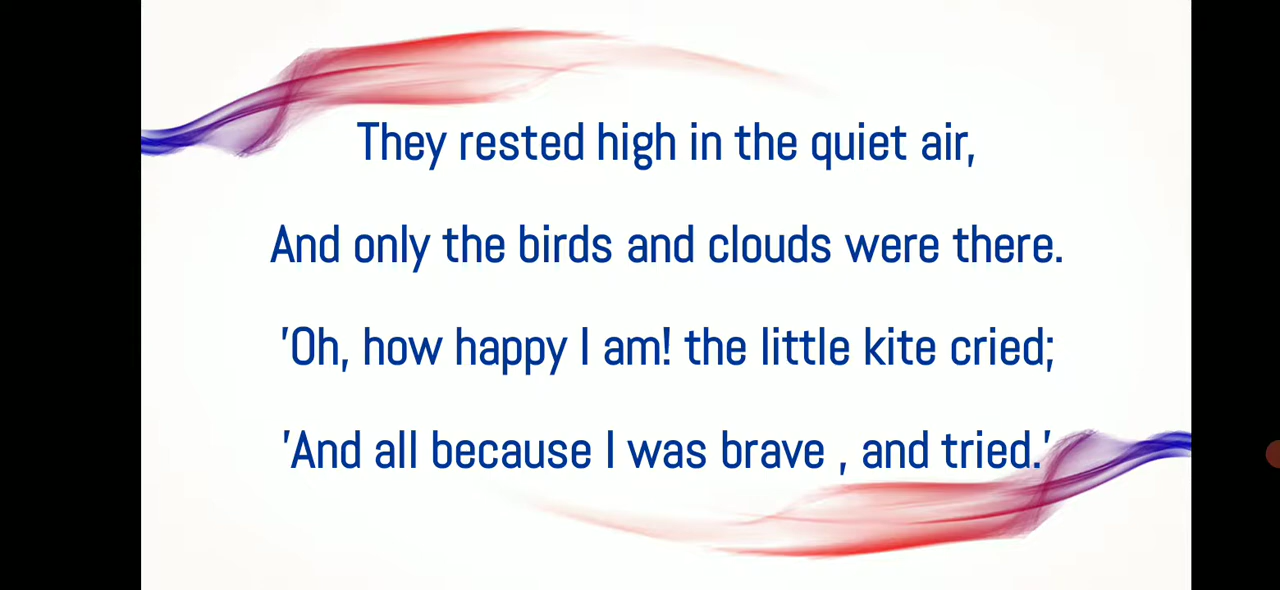 They rested high in the quiet air,
And only the birds and clouds were there.
'Oh, how happy I am! the little kite cried;
'And all because I was brave , and tried.'